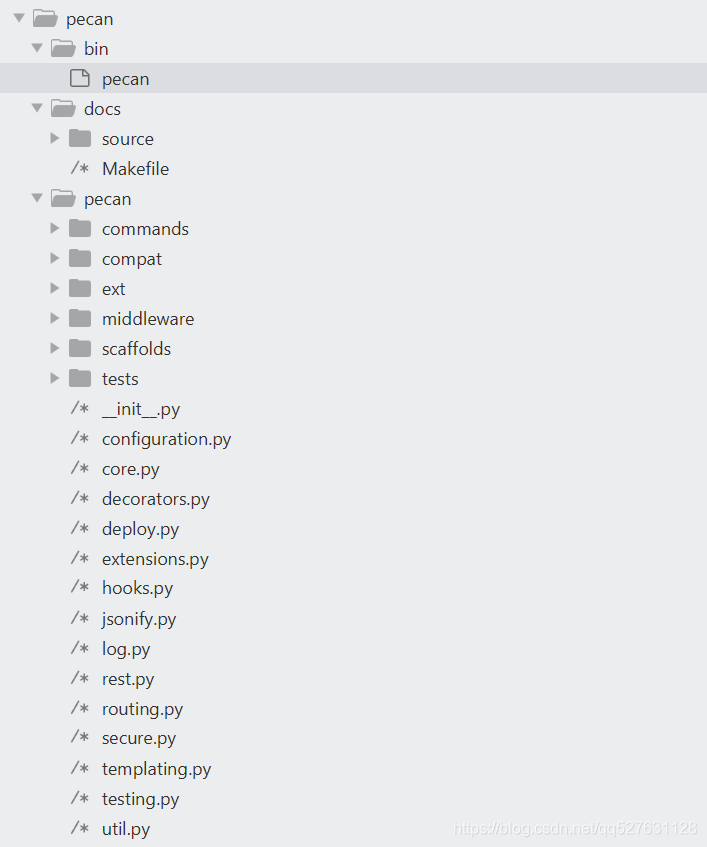 pecan
bin
pecan
docs
source
Makefile
pecan
commands
compat
ext
middleware
scaffolds
tests
__init__.py
configuration.py
core.py
decorators.py
deploy.py
extensions.py
hooks.py
jsonify.py
log.py
rest.py
routing.py
secure.py
templating.py
testing.py
util.py
https://blog.csdn.net/qq527631128